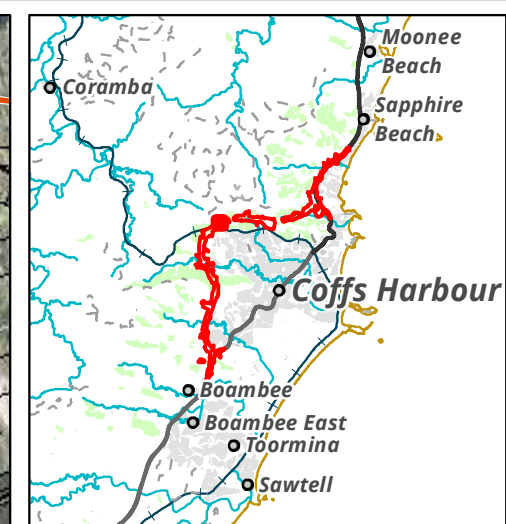 Moonee
Beach
Coramba
Sapphire
Beach
Coffs Harbour
Boambee
Boambee East
Toormina
Sawtell